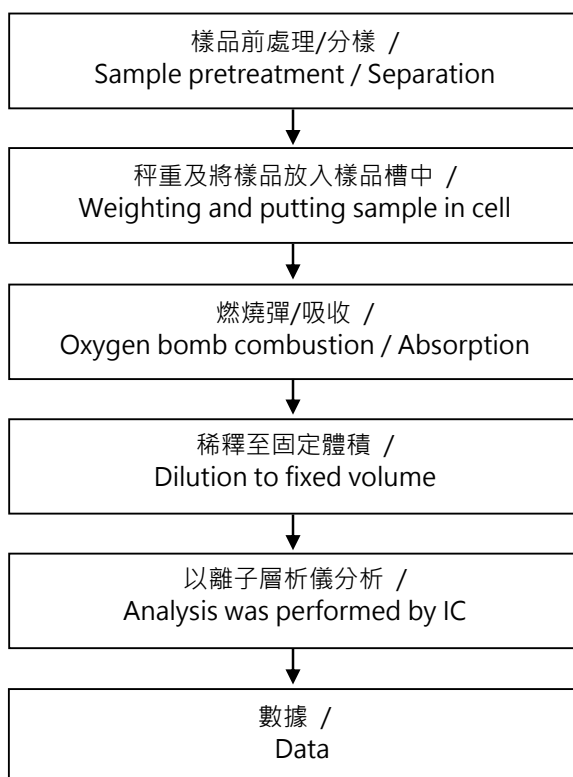 樣品前處理/分樣 /
Sample pretreatment / Separation
秤重及將樣品放入樣品槽中 /
Weighting and putting sample in cell
燃燒彈/吸收 /
Oxygen bomb combustion / Absorption
稀釋至固定體積 /
Dilution to fixed volume
以離子層析儀分析 /
Analysis was performed by IC
數據 /
Data